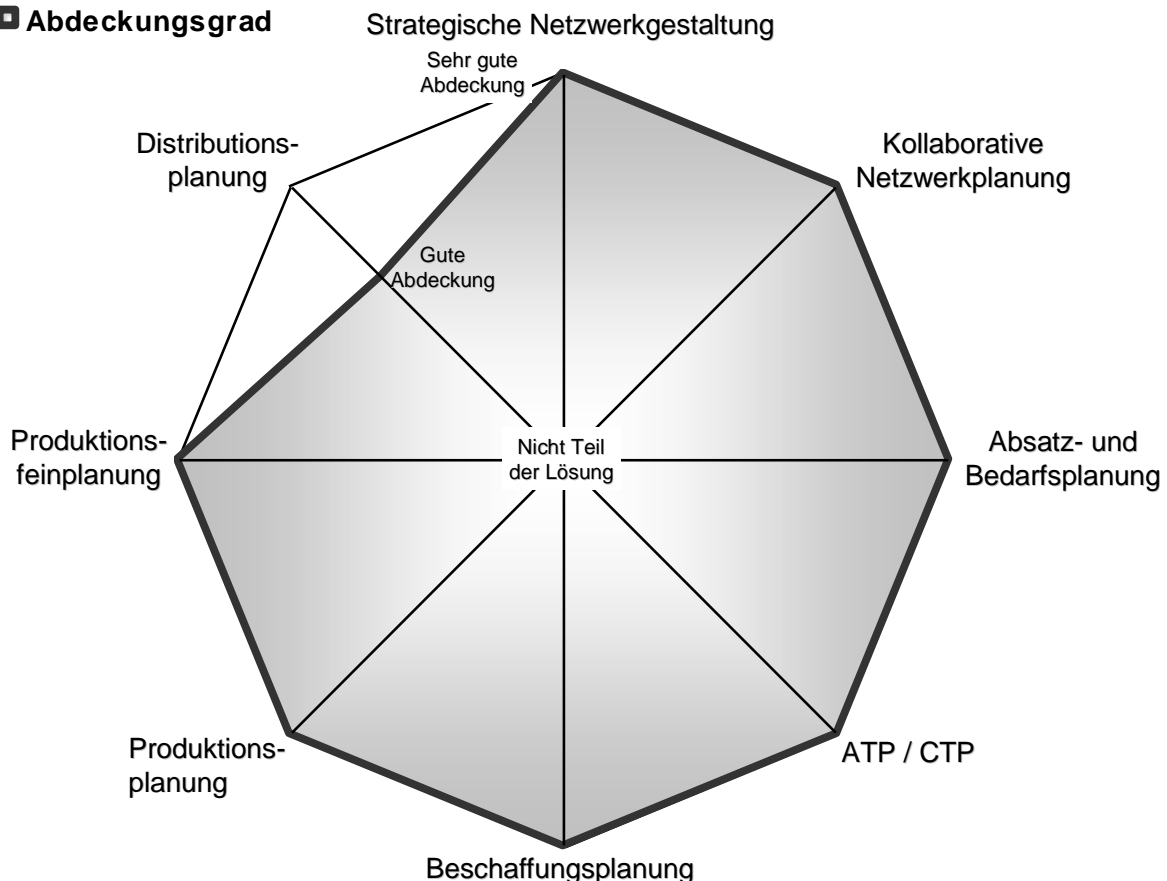 Abdeckungsgrad
Strategische Netzwerkgestaltung
Sehr gute
Abdeckung
Distributions-
planung
Kollaborative
Netzwerkplanung
Gute
Abdeckung
Produktions-
feinplanung
Nicht Teil
der Lösung
Absatz- und
Bedarfsplanung
Produktions-
planung
ATP / CTP
Beschaffungsplanung